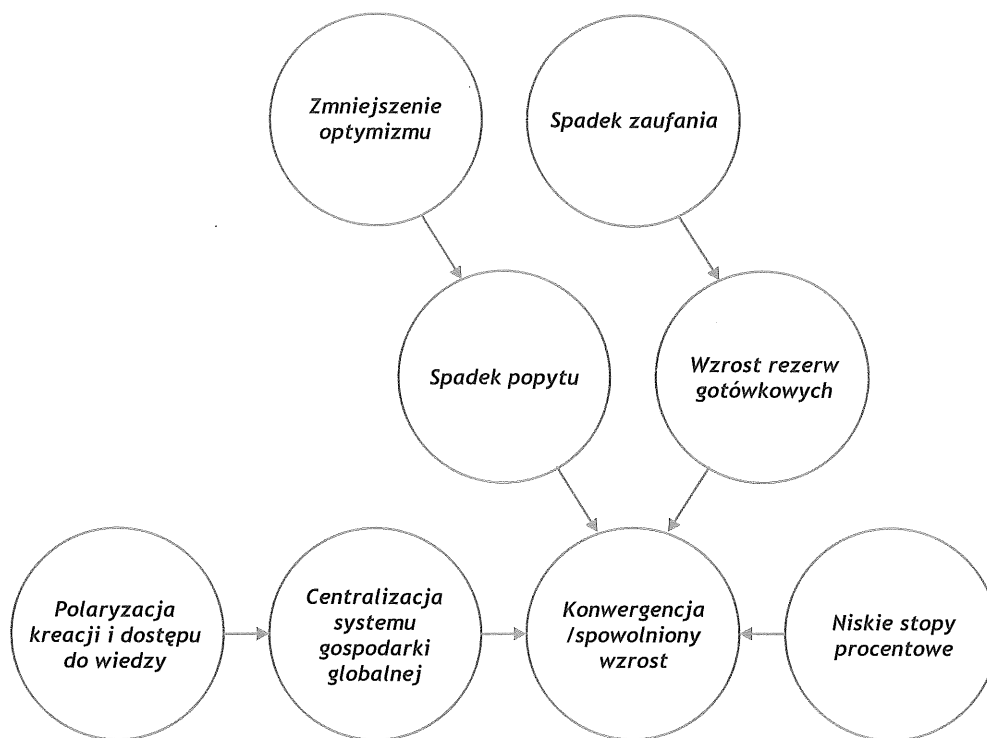 Zmniejszenie
optymizmu
Spadek zaufania
Spadek popytu
Wzrost rezerw
gotówkowych
Polaryzacja
kreacji i dostępu
do wiedzy
Centralizacja
systemu
gospodarki
globalnej
Konwergencja
/spowolniony
wzrost
Niskie stopy
procentowe